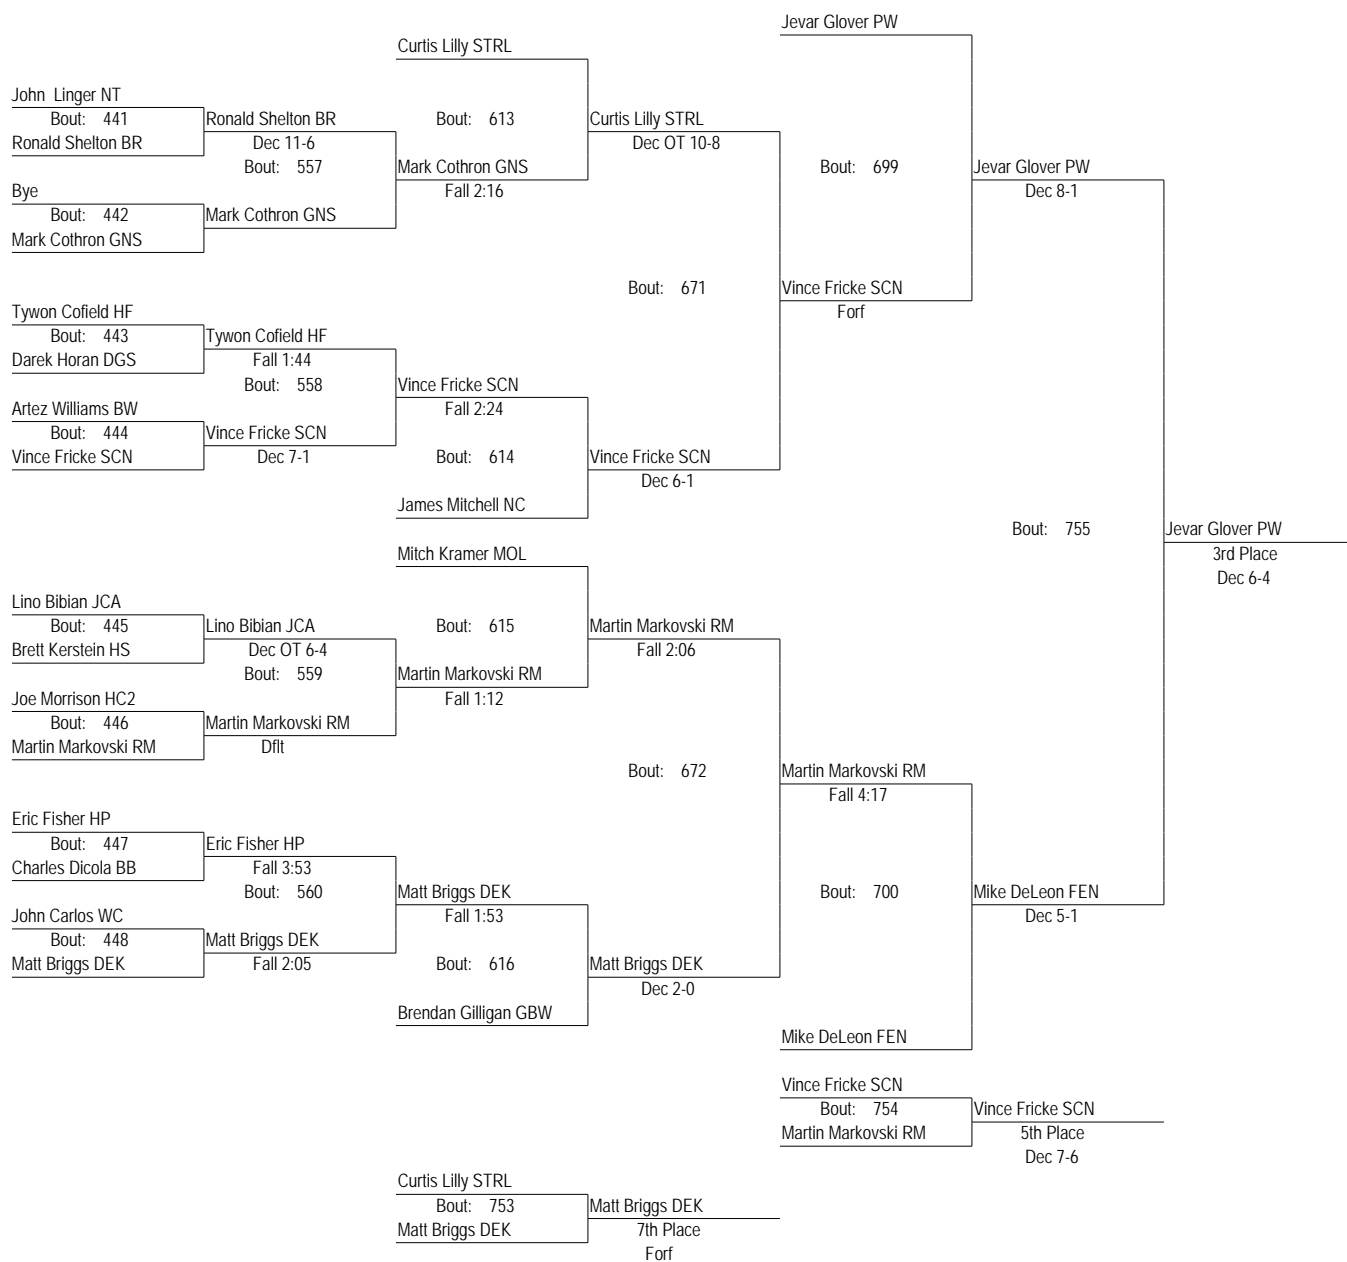 Jevar Glover PW
Curtis Lilly STRL
John  Linger NT
Bout: 441
Ronald Shelton BR
Ronald Shelton BR
Dec 11-6
Bout: 557
Bye
Bout: 442
Mark Cothron GNS
Mark Cothron GNS
Bout: 613
Mark Cothron GNS
Fall 2:16
Curtis Lilly STRL
Dec OT 10-8
Bout: 699
Jevar Glover PW
Dec 8-1
Bout: 671
Vince Fricke SCN
Forf
Tywon Cofield HF
Bout: 443
Darek Horan DGS
Tywon Cofield HF
Fall 1:44
Bout: 558
Artez Williams BW
Bout: 444
Vince Fricke SCN
Vince Fricke SCN
Dec 7-1
Vince Fricke SCN
Fall 2:24
Bout: 614
James Mitchell NC
Vince Fricke SCN
Dec 6-1
Bout: 755
Jevar Glover PW
3rd Place
Dec 6-4
Mitch Kramer MOL
Lino Bibian JCA
Bout: 445
Brett Kerstein HS
Lino Bibian JCA
Dec OT 6-4
Bout: 559
Joe Morrison HC2
Bout: 446
Martin Markovski RM
Martin Markovski RM
Dflt
Bout: 615
Martin Markovski RM
Fall 1:12
Martin Markovski RM
Fall 2:06
Bout: 672
Martin Markovski RM
Fall 4:17
Eric Fisher HP
Bout: 447
Charles Dicola BB
Eric Fisher HP
Fall 3:53
Bout: 560
John Carlos WC
Bout: 448
Matt Briggs DEK
Matt Briggs DEK
Fall 2:05
Matt Briggs DEK
Fall 1:53
Bout: 616
Brendan Gilligan GBW
Matt Briggs DEK
Dec 2-0
Bout: 700
Mike DeLeon FEN
Dec 5-1
Mike DeLeon FEN
Vince Fricke SCN
Bout: 754
Martin Markovski RM
Vince Fricke SCN
5th Place
Dec 7-6
Curtis Lilly STRL
Bout: 753
Matt Briggs DEK
Matt Briggs DEK
7th Place
Forf